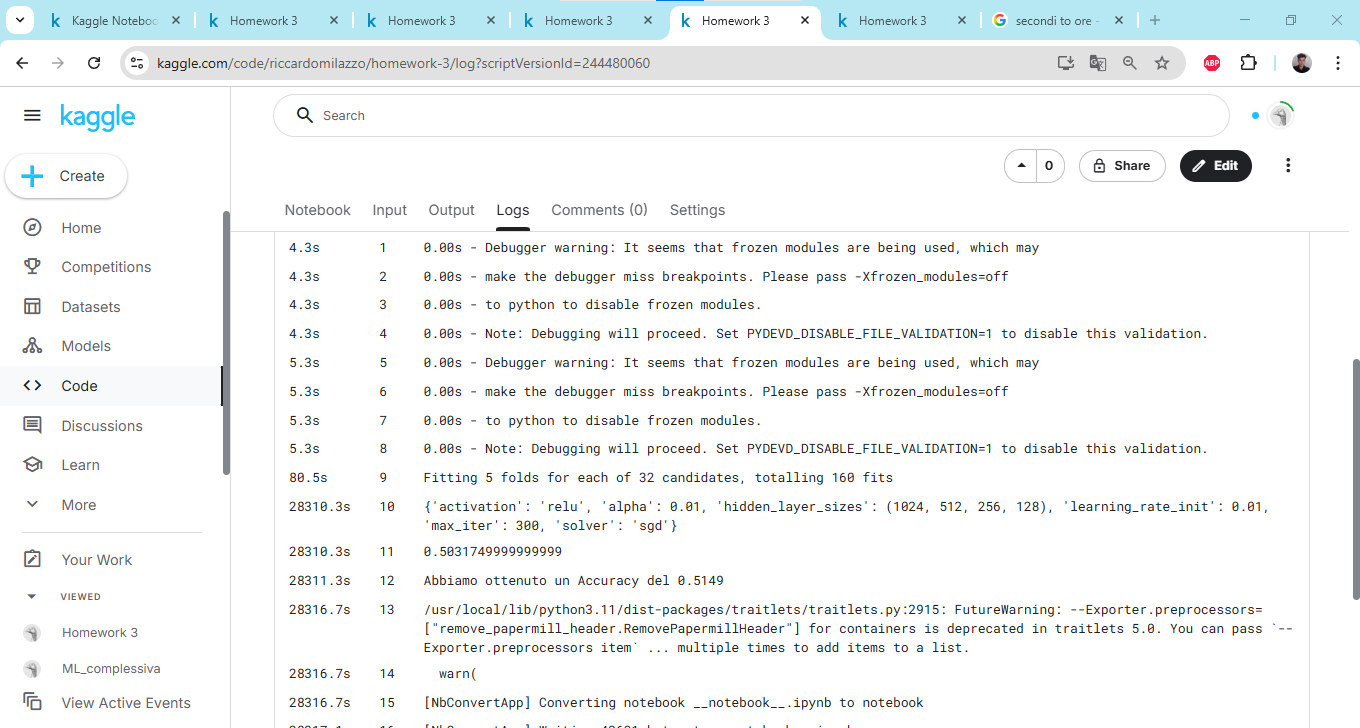 Kaggle Noteboo
Homework 3
Homework 3
Homework 3
Homework 3
Homework 3
secondi to ore -
kaggle.com/code/riccardomilazzo/homework-3/log?scriptVersionId=244480060
ABP
kaggle
Search
Create
0
Share
Edit
Notebook Input Output Logs Comments (0) Settings
Home
Competitions
Datasets
Models
Code
Discussions
Learn
More
Your Work
VIEWED
Homework 3
ML_complessiva
View Active Events
4.3s 1 0.00s - Debugger warning: It seems that frozen modules are being used, which may
4.3s 2 0.00s - make the debugger miss breakpoints. Please pass -Xfrozen_modules=off
4.3s 3 0.00s - to python to disable frozen modules.
4.3s 4 0.00s - Note: Debugging will proceed. Set PYDEVD_DISABLE_FILE_VALIDATION=1 to disable this validation.
5.3s 5 0.00s - Debugger warning: It seems that frozen modules are being used, which may
5.3s 6 0.00s - make the debugger miss breakpoints. Please pass -Xfrozen_modules=off
5.3s 7 0.00s - to python to disable frozen modules.
5.3s 8 0.00s - Note: Debugging will proceed. Set PYDEVD_DISABLE_FILE_VALIDATION=1 to disable this validation.
80.5s 9 Fitting 5 folds for each of 32 candidates, totalling 160 fits
28310.3s 10 {'activation': 'relu', 'alpha': 0.01, 'hidden_layer_sizes': (1024, 512, 256, 128), 'learning_rate_init': 0.01,
'max_iter': 300, 'solver': 'sgd'}
28310.3s 11 0.5031749999999999
28311.3s 12 Abbiamo ottenuto un Accuracy del 0.5149
28316.7s 13 /usr/local/lib/python3.11/dist-packages/traitlets/traitlets.py:2915: FutureWarning: --Exporter.preprocessors=
["remove_papermill_header.RemovePapermillHeader"] for containers is deprecated in traitlets 5.0. You can pass `--
Exporter.preprocessors item` ... multiple times to add items to a list.
28316.7s 14 warn(
28316.7s 15 [NbConvertApp] Converting notebook __notebook__.ipynb to notebook